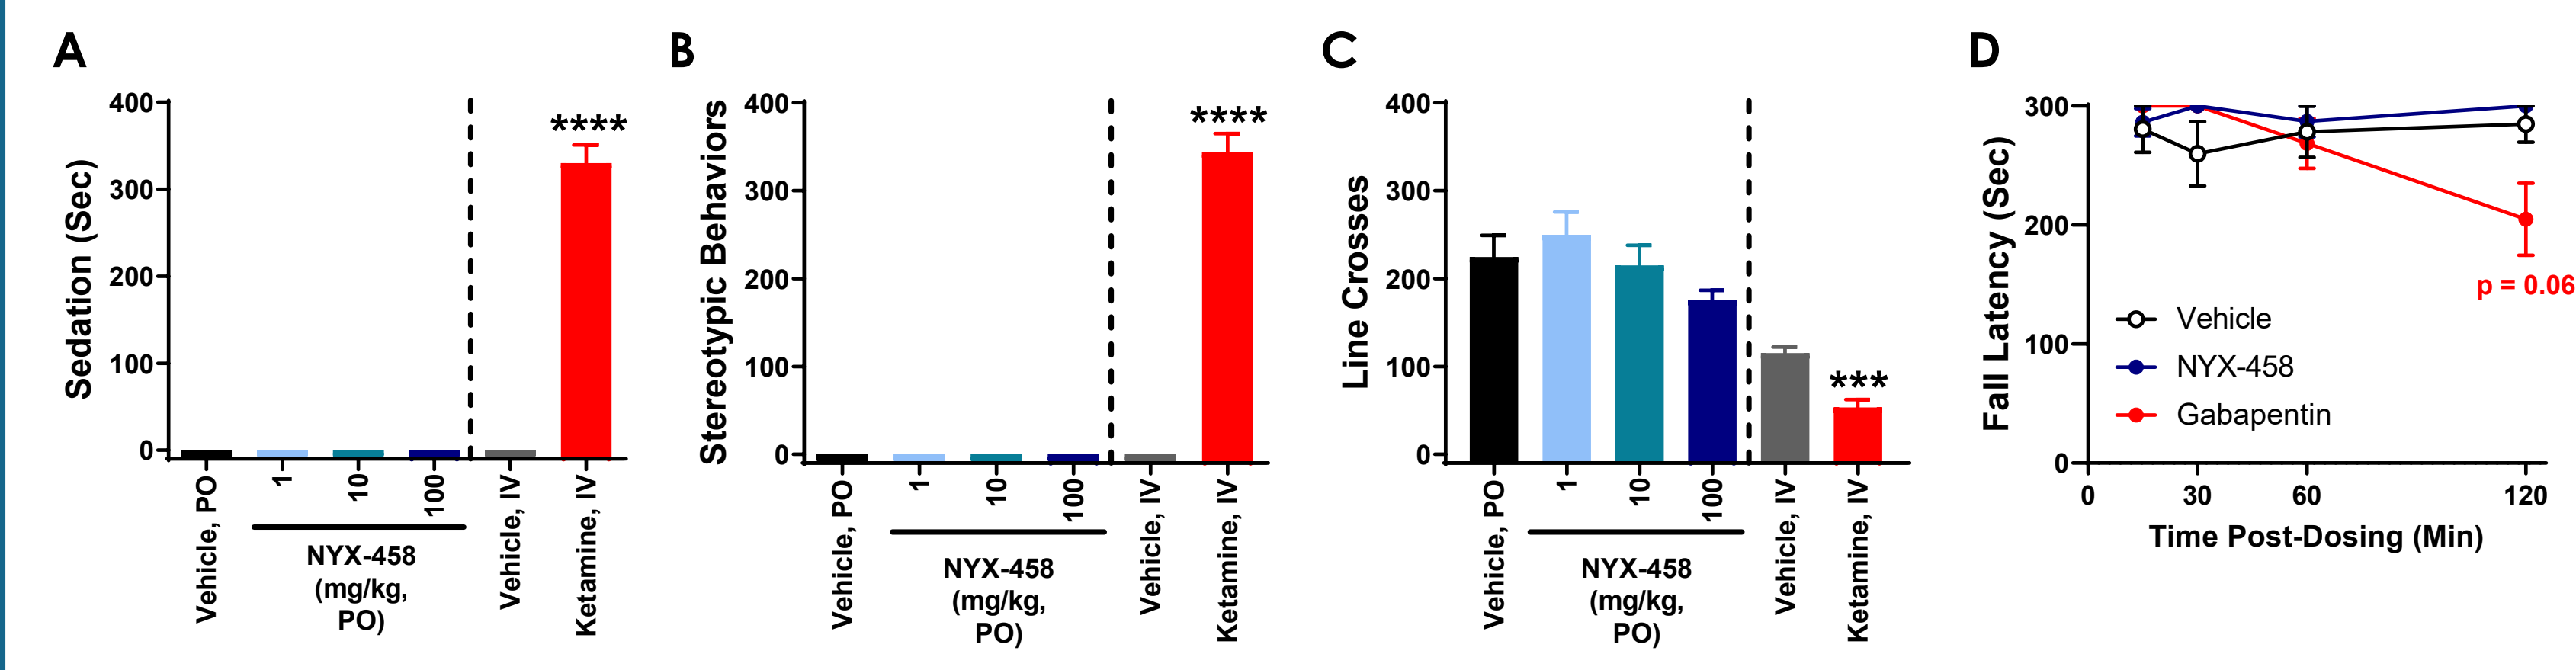 A
Sedation (Sec)
400
300
200
100
0
****
Vehicle, PO
1
10
100
Vehicle, IV
Ketamine, IV
NYX-458
(mg/kg,
PO)
B
Stereotypic Behaviors
400
300
200
100
0
****
Vehicle, PO
1
10
100
Vehicle, IV
Ketamine, IV
NYX-458
(mg/kg,
PO)
C
Line Crosses
400
300
200
100
0
***
Vehicle, PO
1
10
100
Vehicle, IV
Ketamine, IV
NYX-458
(mg/kg,
PO)
D
Fall Latency (Sec)
300
200
100
0
p = 0.06
Vehicle
NYX-458
Gabapentin
0
30
60
120
Time Post-Dosing (Min)